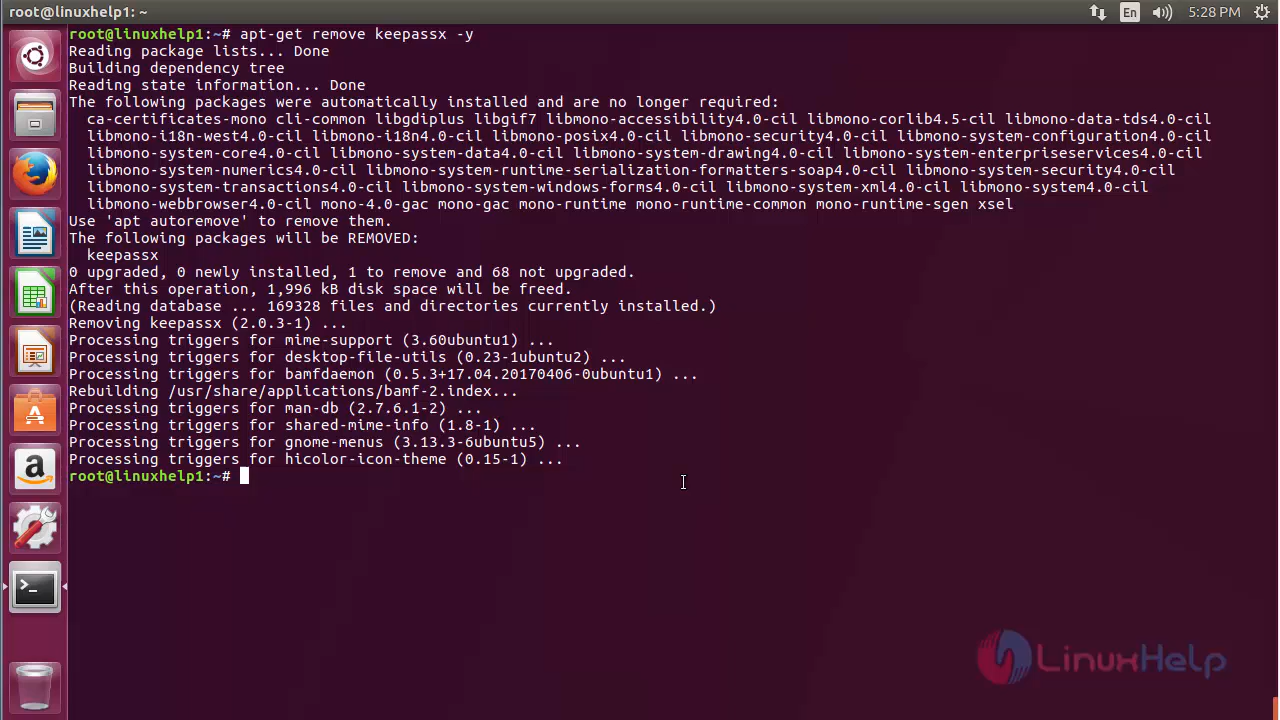 root@linuxhelp1: ~
En
5:28 PM
root@linuxhelp1:~# apt-get remove keepassx -y
Reading package lists... Done
Building dependency tree
Reading state information... Done
The following packages were automatically installed and are no longer required:
ca-certificates-mono cli-common libgdiplus libgif7 libmono-accessibility4.0-cil libmono-corlib4.5-cil libmono-data-tds4.0-cil
libmono-i18n-west4.0-cil libmono-i18n4.0-cil libmono-posix4.0-cil libmono-security4.0-cil libmono-system-configuration4.0-cil
libmono-system-core4.0-cil libmono-system-data4.0-cil libmono-system-drawing4.0-cil libmono-system-enterpriseservices4.0-cil
libmono-system-numerics4.0-cil libmono-system-runtime-serialization-formatters-soap4.0-cil libmono-system-security4.0-cil
libmono-system-transactions4.0-cil libmono-system-windows-forms4.0-cil libmono-system-xml4.0-cil libmono-system4.0-cil
libmono-webbrowser4.0-cil mono-4.0-gac mono-gac mono-runtime mono-runtime-common mono-runtime-sgen xsel
Use 'apt autoremove' to remove them.
The following packages will be REMOVED:
keepassx
0 upgraded, 0 newly installed, 1 to remove and 68 not upgraded.
After this operation, 1,996 kB disk space will be freed.
(Reading database ... 169328 files and directories currently installed.)
Removing keepassx (2.0.3-1) ...
Processing triggers for mime-support (3.60ubuntu1) ...
Processing triggers for desktop-file-utils (0.23-1ubuntu2) ...
Processing triggers for bamfdaemon (0.5.3+17.04.20170406-0ubuntu1) ...
Rebuilding /usr/share/applications/bamf-2.index...
Processing triggers for man-db (2.7.6.1-2) ...
Processing triggers for shared-mime-info (1.8-1) ...
Processing triggers for gnome-menus (3.13.3-6ubuntu5) ...
Processing triggers for hicolor-icon-theme (0.15-1) ...
root@linuxhelp1:~#
LinuxHelp